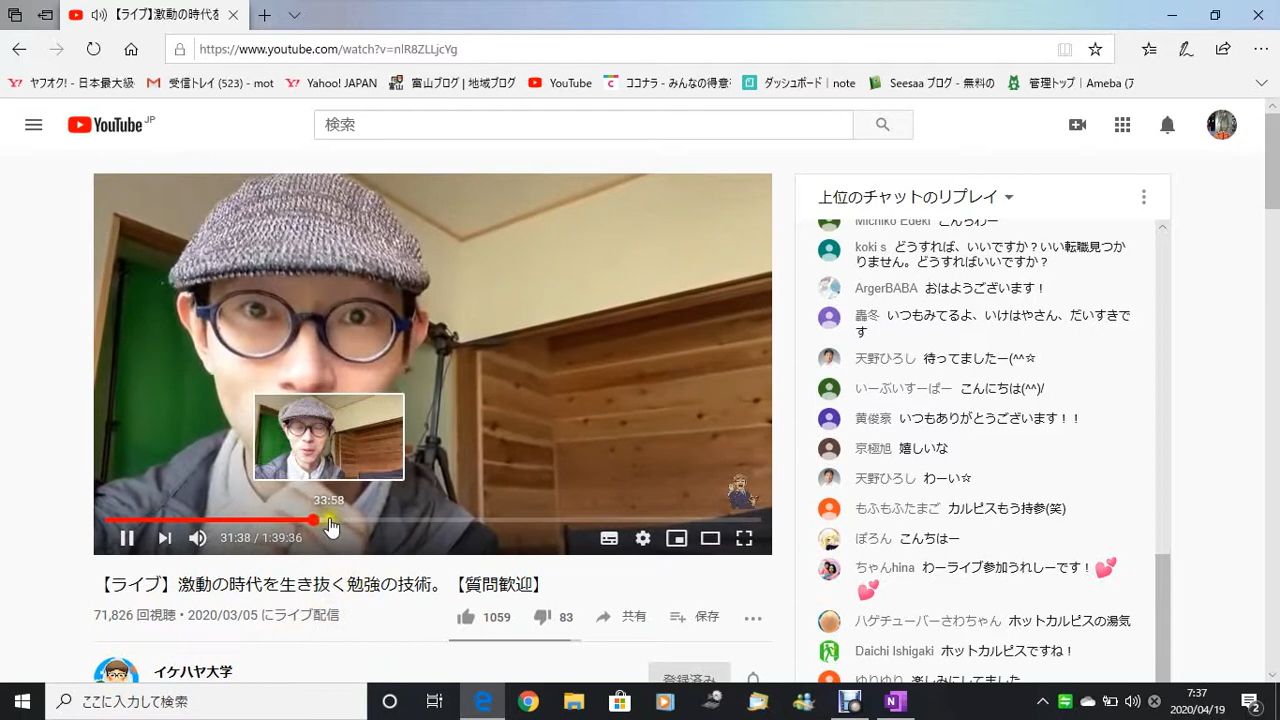 【ライブ】激動の時代を
https://www.youtube.com/watch?v=nlR8ZLLjcYg
ヤフオク! - 日本最大級
受信トレイ (523) - mot
Yahoo! JAPAN
富山ブログ | 地域ブログ
YouTube
ココナラ - みんなの得意
ダッシュボード | note
Seesaa ブログ - 無料の
管理トップ | Ameba (ア
YouTube JP
検索
上位のチャットのリプレイ
Michiko Edeki こんちわー
koki s どうすれば、いいですか?いい転職見つか
りません。どうすればいいですか?
ArgerBABA おはようございます!
轟冬 いつもみてるよ、いけはやさん、だいすきで
す
天野ひろし 待ってましたー(^^☆
いーぶいすーぱー こんにちは(^^)/
黄俊豪 いつもありがとうございます!!
京極旭 嬉しいな
天野ひろし わーい☆
もふもふたまご カルピスもう持参(笑)
ぽろん こんちはー
ちゃんhina わーライブ参加うれしーです!💕
💕
ハゲチューバーさわちゃん ホットカルピスの湯気
Daichi Ishigaki ホットカルピスですね!
ゆりゆり 楽しみにしてました
33:58
31:38 / 1:39:36
【ライブ】激動の時代を生き抜く勉強の技術。【質問歓迎】
71,826 回視聴・2020/03/05 にライブ配信
1059
83
共有
保存
イケハヤ大学
登録済み
ここに入力して検索
7:37
2020/04/19
2